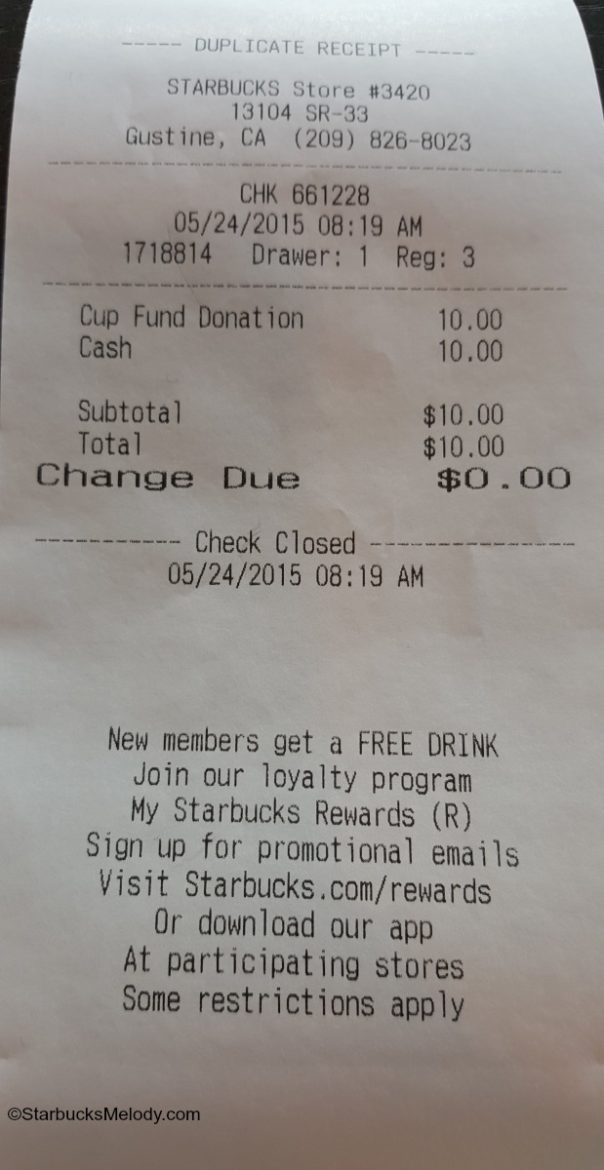 ----- DUPLICATE RECEIPT -----
STARBUCKS Store #3420
13104 SR-33
Gustine, CA (209) 826-8023
CHK 661228
05/24/2015 08:19 AM
1718814 Drawer: 1 Reg: 3
Cup Fund Donation 10.00
Cash 10.00
Subtotal $10.00
Total $10.00
Change Due $0.00
----------- Check Closed ---------------
05/24/2015 08:19 AM
New members get a FREE DRINK
Join our loyalty program
My Starbucks Rewards (R)
Sign up for promotional emails
Visit Starbucks.com/rewards
Or download our app
At participating stores
Some restrictions apply
©StarbucksMelody.com